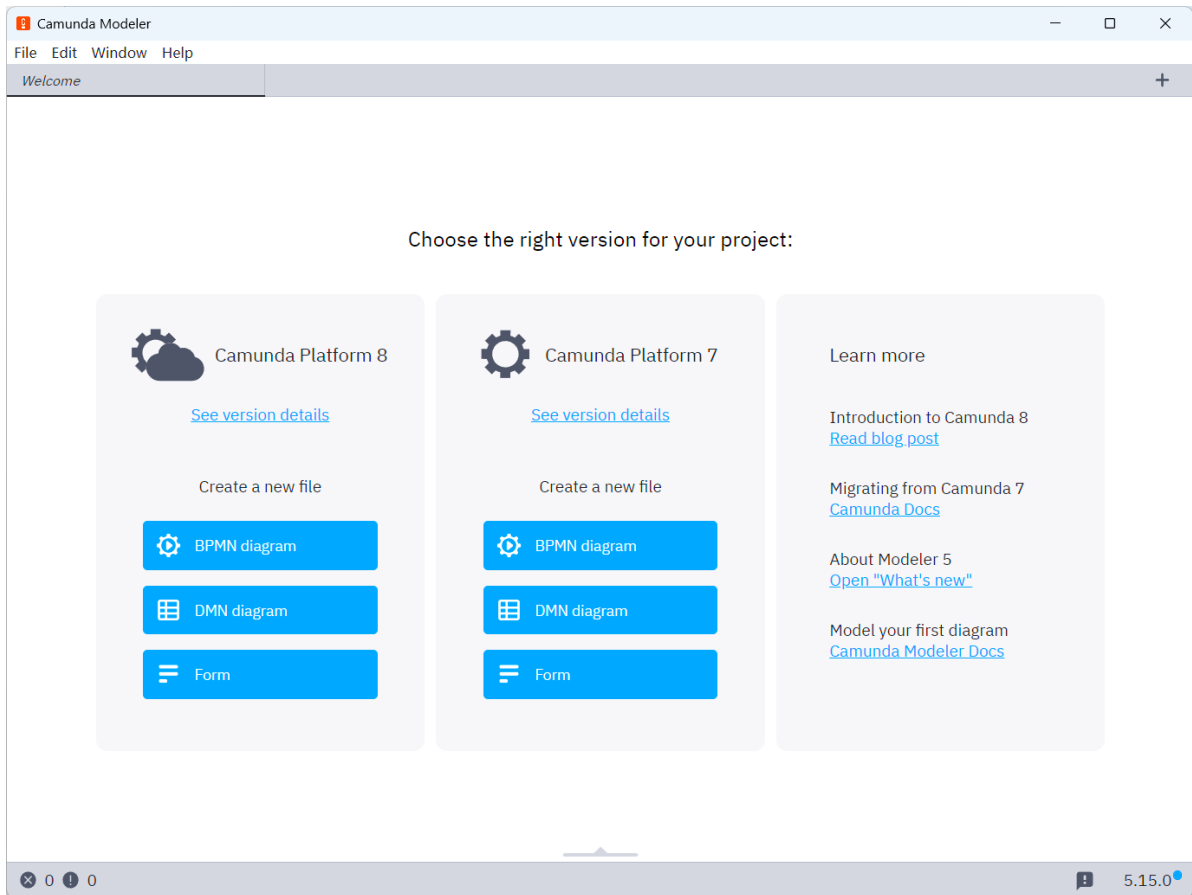 Camunda Modeler
File Edit Window Help
Welcome
Choose the right version for your project:
Camunda Platform 8
See version details
Create a new file
BPMN diagram
DMN diagram
Form
Camunda Platform 7
See version details
Create a new file
BPMN diagram
DMN diagram
Form
Learn more
Introduction to Camunda 8
Read blog post
Migrating from Camunda 7
Camunda Docs
About Modeler 5
Open "What's new"
Model your first diagram
Camunda Modeler Docs
0 0 5.15.0